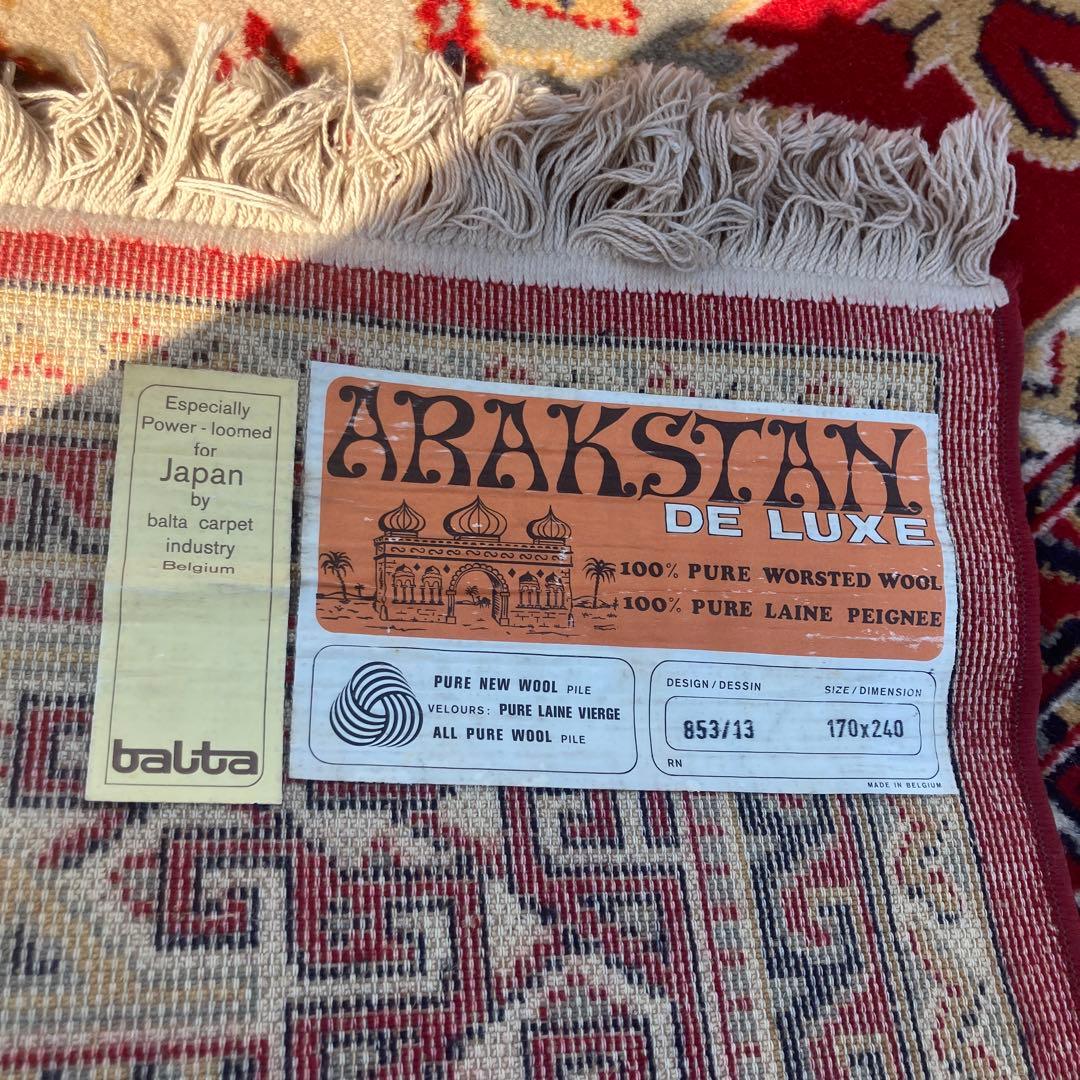 Especially
Power - loomed
for
Japan
by
balta carpet
industry
Belgium
balta
ARAKSTAN
DE LUXE
100% PURE WORSTED WOOL
100% PURE LAINE PEIGNEE
PURE NEW WOOL PILE
VELOURS: PURE LAINE VIERGE
ALL PURE WOOL PILE
DESIGN / DESSIN SIZE / DIMENSION
853/13 170x240
RN
MADE IN BELGIUM